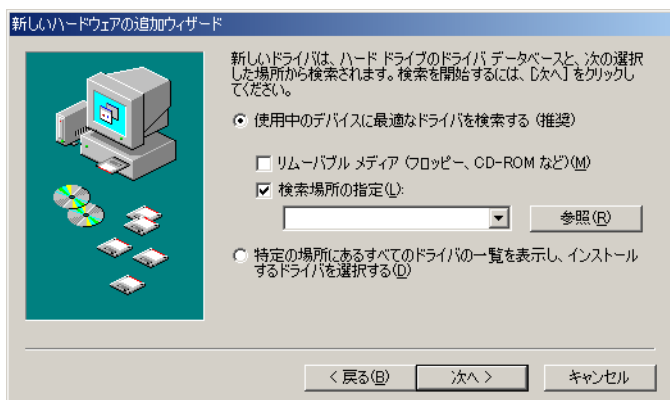 新しいハードウェアの追加ウィザード
新しいドライバは、ハード ドライブのドライバ データベースと、次の選択
した場所から検索されます。検索を開始するには、[次へ] をクリックし
てください。
使用中のデバイスに最適なドライバを検索する (推奨)
リムーバブル メディア (フロッピー、CD-ROM など)(M)
検索場所の指定(L):
参照(R)
特定の場所にあるすべてのドライバの一覧を表示し、インストール
するドライバを選択する(D)
< 戻る(B)
次へ >
キャンセル